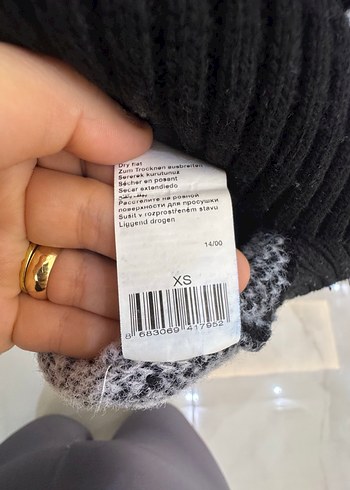 Dry flat
Zum Trocknen ausbreiten
Sererek kurutunuz
Sécher en posant
Secar extendiedo
Расстелите на ровной
поверхности для просушки
Sušit v rozprostřeném stavu
Liggend drogen
14/00
XS
8 683069 417952